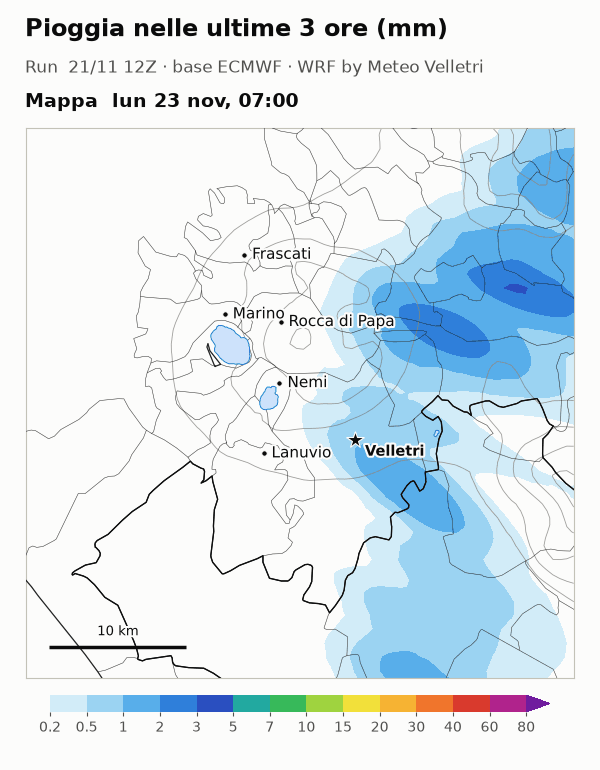 Pioggia nelle ultime 3 ore (mm)
Run 21/11 12Z · base ECMWF · WRF by Meteo Velletri
Mappa lun 23 nov, 07:00
Frascati
Marino
Rocca di Papa
Nemi
Velletri
Lanuvio
10 km
0.2 0.5 1 2 3 5 7 10 15 20 30 40 60 80